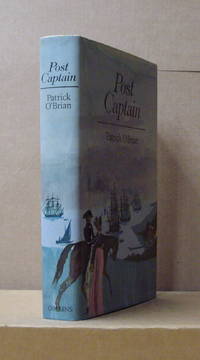 Post
Captain
Patrick
O'Brian
COLLINS
Post
Captain
Patrick O'Brian